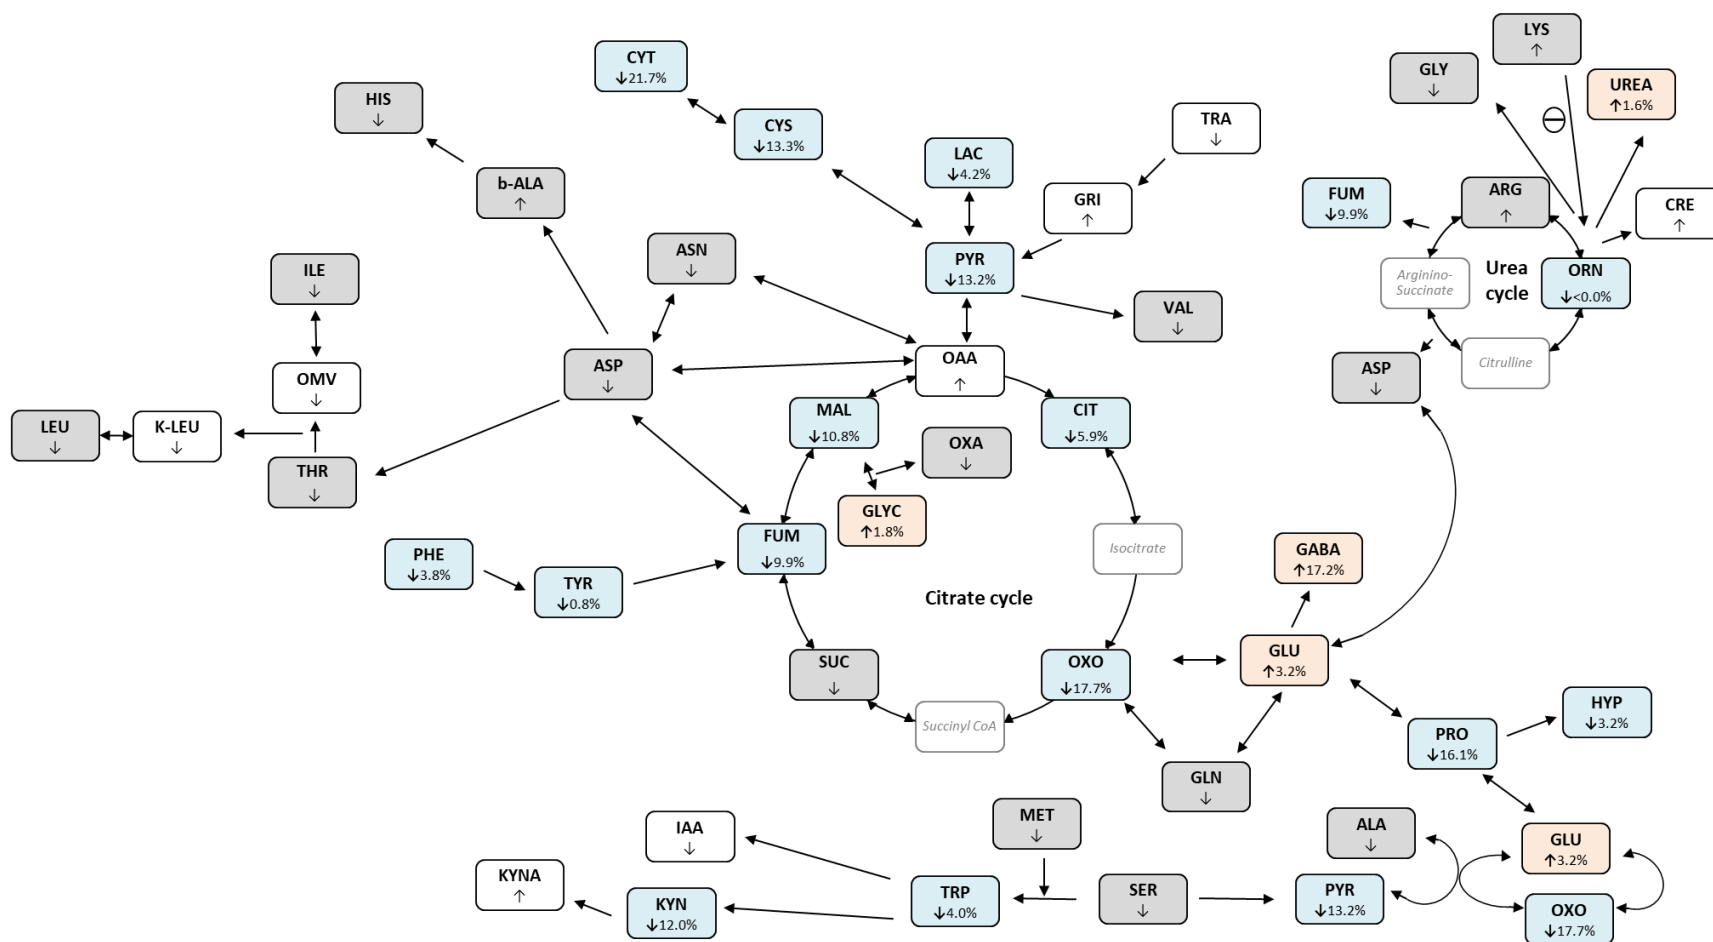 LYS
↑
GLY
↓
UREA
↑1.6%
CYT
↓21.7%
HIS
↓
CYS
↓13.3%
TRA
↓
LAC
↓4.2%
b-ALA
↑
GRI
↑
FUM
↓9.9%
ARG
↑
CRE
↑
ASN
↓
PYR
↓13.2%
ILE
↓
Arginino-
Succinate
Urea
cycle
ORN
↓<0.0%
VAL
↓
OMV
↓
ASP
↓
OAA
↑
Citrulline
ASP
↓
LEU
↓
K-LEU
↓
MAL
↓10.8%
CIT
↓5.9%
OXA
↓
THR
↓
GLYC
↑1.8%
PHE
↓3.8%
FUM
↓9.9%
Isocitrate
GABA
↑17.2%
TYR
↓0.8%
Citrate cycle
SUC
↓
OXO
↓17.7%
GLU
↑3.2%
Succinyl CoA
HYP
↓3.2%
PRO
↓16.1%
GLN
↓
IAA
↓
MET
↓
ALA
↓
GLU
↑3.2%
KYNA
↑
KYN
↓12.0%
TRP
↓4.0%
SER
↓
PYR
↓13.2%
OXO
↓17.7%